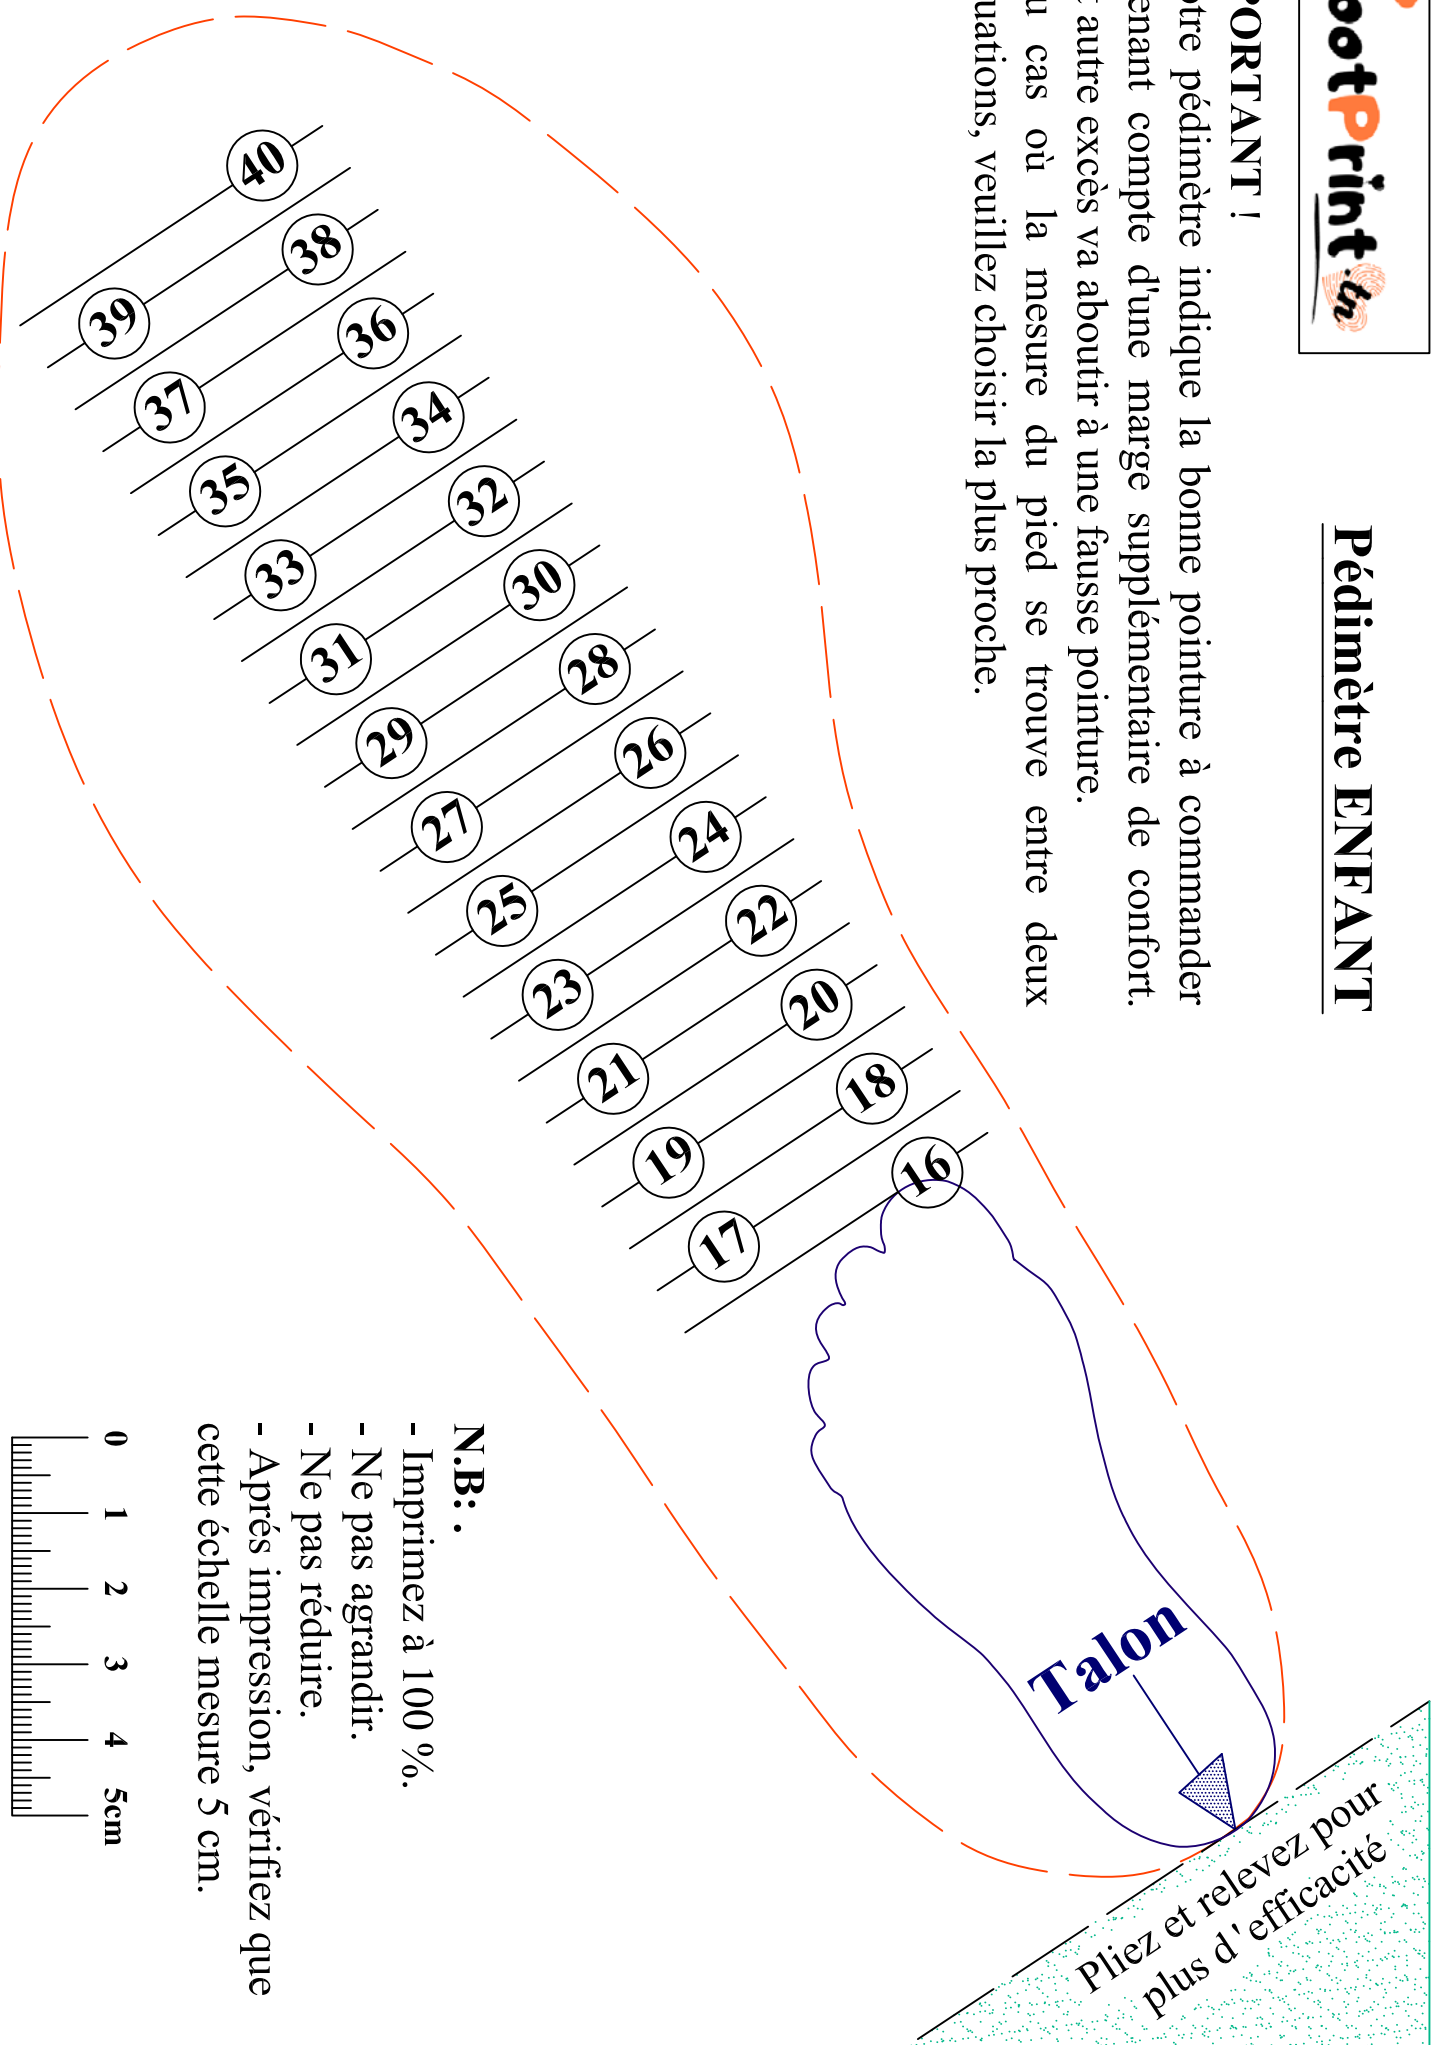 ootPrint.tn
Pédimètre ENFANT
PORTANT !
otre pédimètre indique la bonne pointure à commander
enant compte d'une marge supplémentaire de confort.
t autre excès va aboutir à une fausse pointure.
u cas où la mesure du pied se trouve entre deux
uations, veuillez choisir la plus proche.
40
39
38
37
36
35
34
33
32
31
30
29
28
27
26
25
24
23
22
21
20
19
18
17
16
Talon
Pliez et relevez pour
plus d'efficacité
N.B: .
- Imprimez à 100 %.
- Ne pas agrandir.
- Ne pas réduire.
- Aprés impression, vérifiez que
cette échelle mesure 5 cm.
0 1 2 3 4 5cm